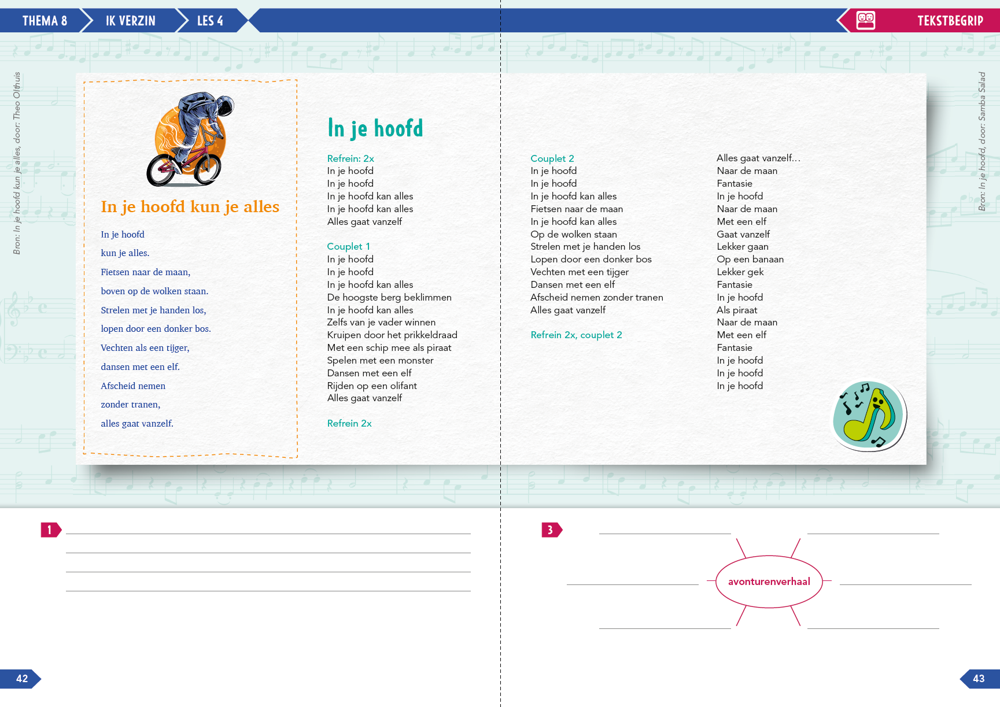 THEMA 8
IK VERZIN
LES 4
TEKSTBEGRIP
Bron: In je hoofd kun je alles, door: Theo Olthuis
In je hoofd kun je alles
In je hoofd
kun je alles.
Fietsen naar de maan,
boven op de wolken staan.
Strelen met je handen los,
lopen door een donker bos.
Vechten als een tijger,
dansen met een elf.
Afscheid nemen
zonder tranen,
alles gaat vanzelf.
In je hoofd
Refrein: 2x
In je hoofd
In je hoofd
In je hoofd kan alles
In je hoofd kan alles
Alles gaat vanzelf
Couplet 1
In je hoofd
In je hoofd
In je hoofd kan alles
De hoogste berg beklimmen
In je hoofd kan alles
Zelfs van je vader winnen
Kruipen door het prikkeldraad
Met een schip mee als piraat
Spelen met een monster
Dansen met een elf
Rijden op een olifant
Alles gaat vanzelf
Refrein 2x
Couplet 2
In je hoofd
In je hoofd
In je hoofd kan alles
Fietsen naar de maan
In je hoofd kan alles
Op de wolken staan
Strelen met je handen los
Lopen door een donker bos
Vechten met een tijger
Dansen met een elf
Afscheid nemen zonder tranen
Alles gaat vanzelf
Refrein 2x, couplet 2
Alles gaat vanzelf...
Naar de maan
Fantasie
In je hoofd
Naar de maan
Met een elf
Gaat vanzelf
Lekker gaan
Op een banaan
Lekker gek
Fantasie
In je hoofd
Als piraat
Naar de maan
Met een elf
Fantasie
In je hoofd
In je hoofd
In je hoofd
Bron: In je hoofd, door: Samba Salad
1
3
avonturenverhaal
42
43